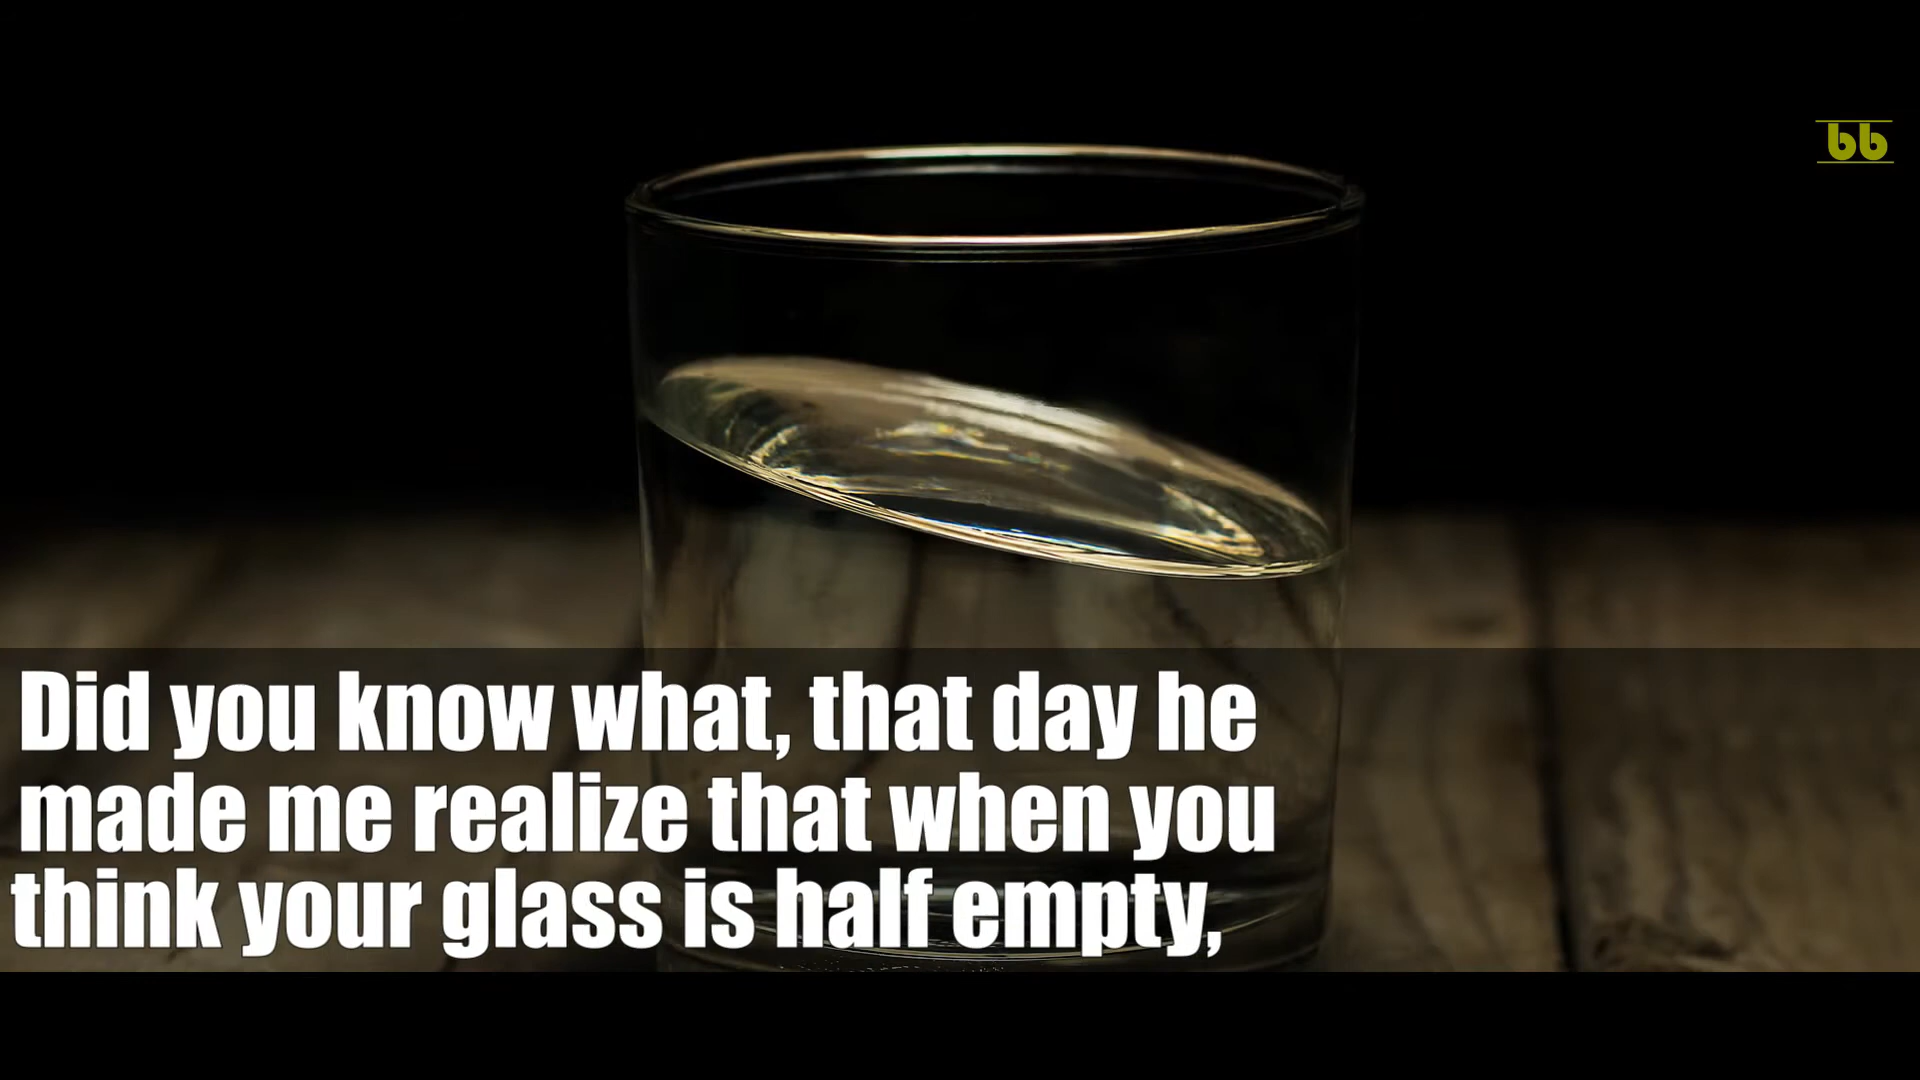 bb
Did you know what, that day he
made me realize that when you
think your glass is half empty,